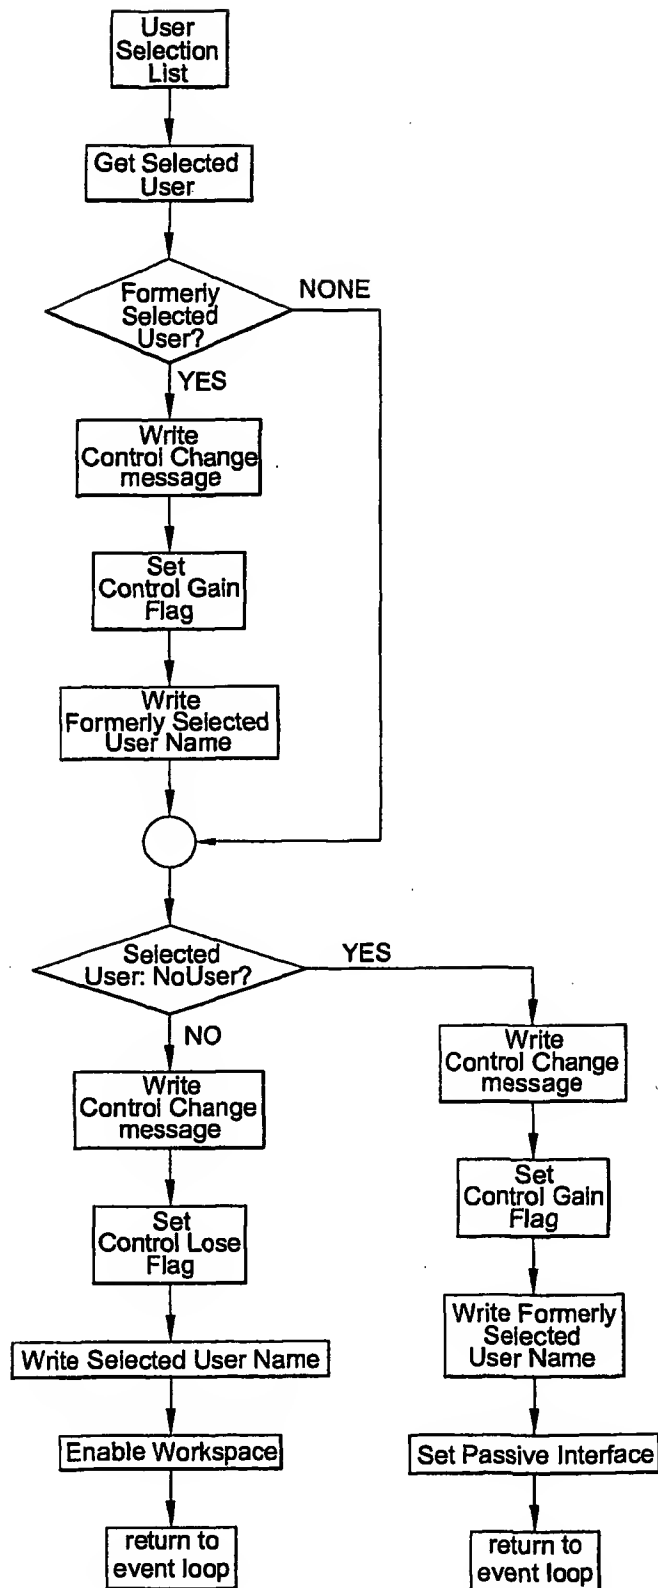 User
Selection
List
Get Selected
User
Formerly
Selected
User?
NONE
YES
Write
Control Change
message
Set
Control Gain
Flag
Write
Formerly Selected
User Name
Selected
User: NoUser?
YES
NO
Write
Control Change
message
Set
Control Lose
Flag
Write Selected User Name
Enable Workspace
return to
event loop
Write
Control Change
message
Set
Control Gain
Flag
Write Formerly
Selected
User Name
Set Passive Interface
return to
event loop